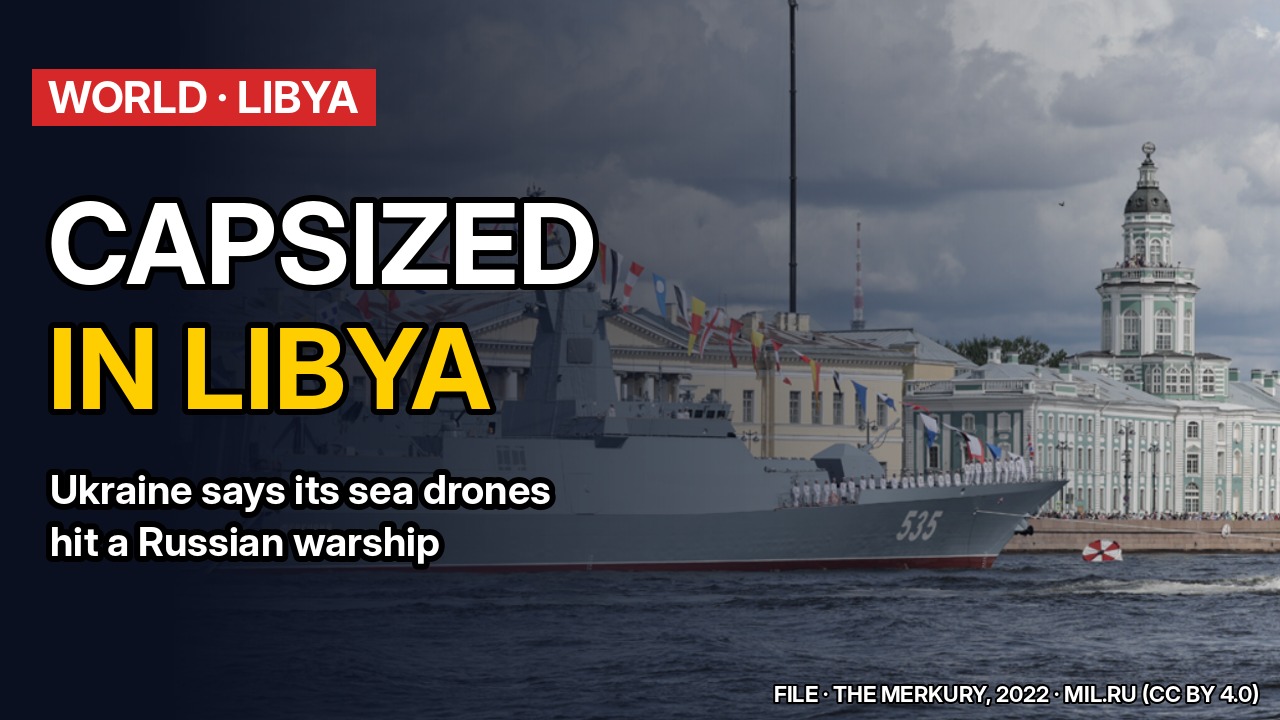 WORLD · LIBYA
CAPSIZED
IN LIBYA
Ukraine says its sea drones
hit a Russian warship
535
FILE · THE MERKURY, 2022 · MIL.RU (CC BY 4.0)